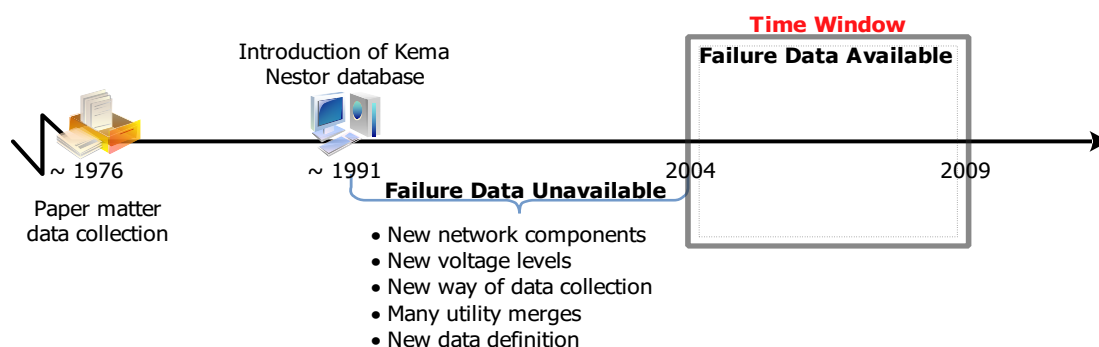 Time Window
Failure Data Available
Introduction of Kema
Nestor database
~ 1976
~ 1991
2004
2009
Paper matter
data collection
Failure Data Unavailable
• New network components
• New voltage levels
• New way of data collection
• Many utility merges
• New data definition